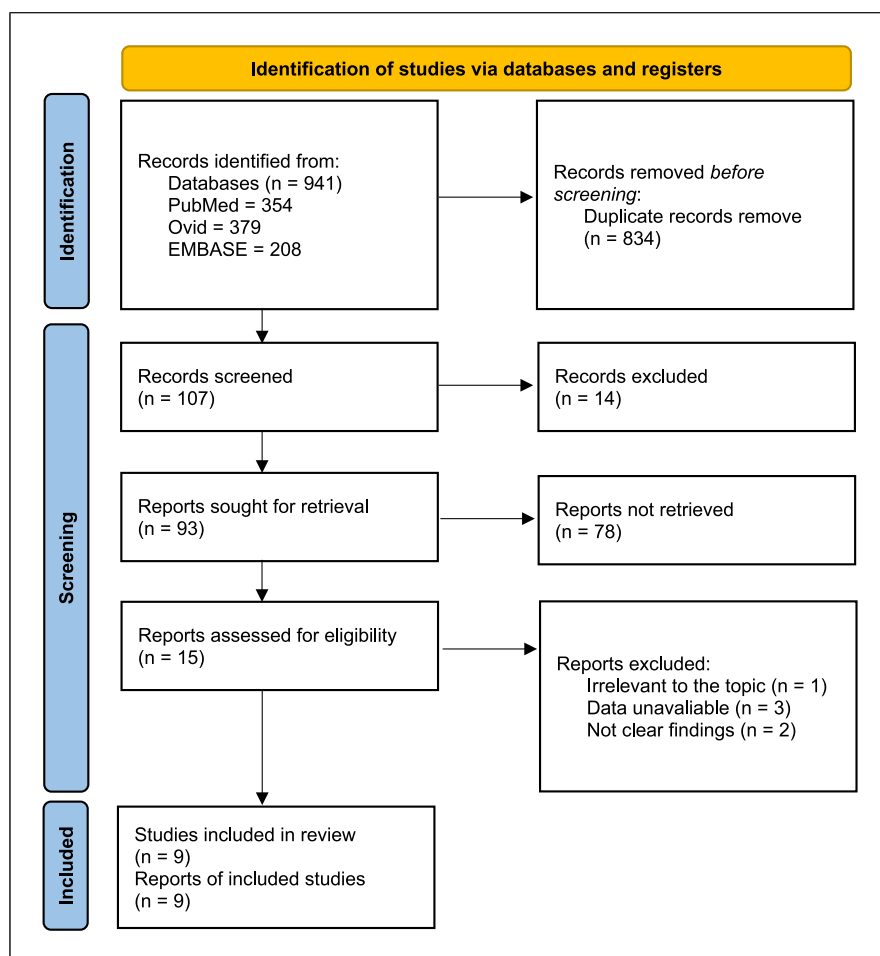 Identification of studies via databases and registers
Identification
Records identified from:
Databases (n = 941)
PubMed = 354
Ovid = 379
EMBASE = 208
Records removed before
screening:
Duplicate records remove
(n = 834)
Screening
Records screened
(n = 107)
Records excluded
(n = 14)
Reports sought for retrieval
(n = 93)
Reports not retrieved
(n = 78)
Reports assessed for eligibility
(n = 15)
Reports excluded:
Irrelevant to the topic (n = 1)
Data unavaliable (n = 3)
Not clear findings (n = 2)
Included
Studies included in review
(n = 9)
Reports of included studies
(n = 9)